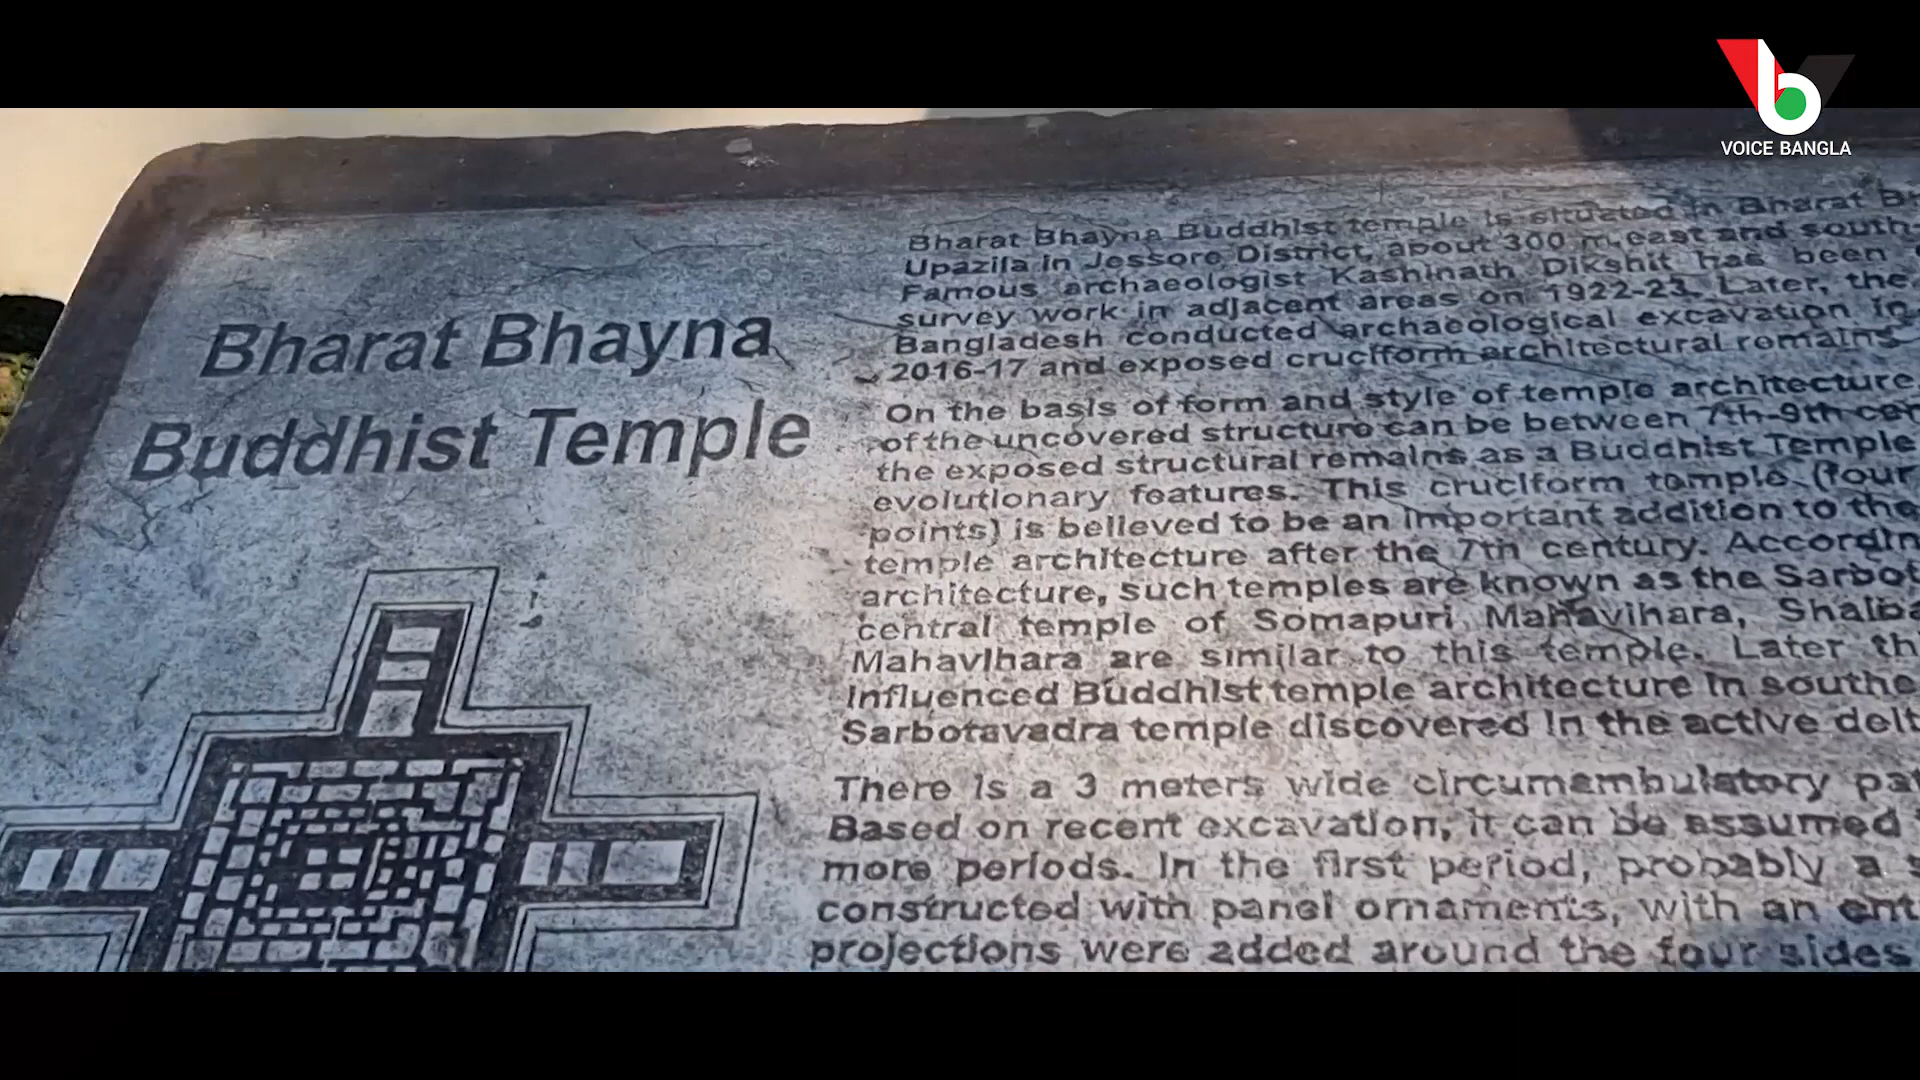 VOICE BANGLA
Bharat Bhayna
Buddhist Temple
Bharat Bhayna Buddhist temple is situated in Bharat
Upazila in Jessore District, about 300 m. east and south-
Famous archaeologist Kashinath Dikshit has been
survey work in adjacent areas on 1922-23. Later, the
Bangladesh conducted archaeological excavation in
2016-17 and exposed cruciform architectural remains
On the basis of form and style of temple architecture,
of the uncovered structure can be between 7th-9th
the exposed structural remains as a Buddhist Temple
evolutionary features. This cruciform temple (four
points) is believed to be an important addition to the
temple architecture after the 7th century.
architecture, such temples are known as the
central temple of Somapuri Mahavihara,
Mahavihara are similar to this temple. Later
influenced Buddhist temple architecture in
Sarbotavadra temple discovered in the active
There is a 3 meters wide circumambulatory
Based on recent excavation, it can be assumed
more periods. In the first period, probably a
constructed with panel ornaments, with an
projections were added around the four sides